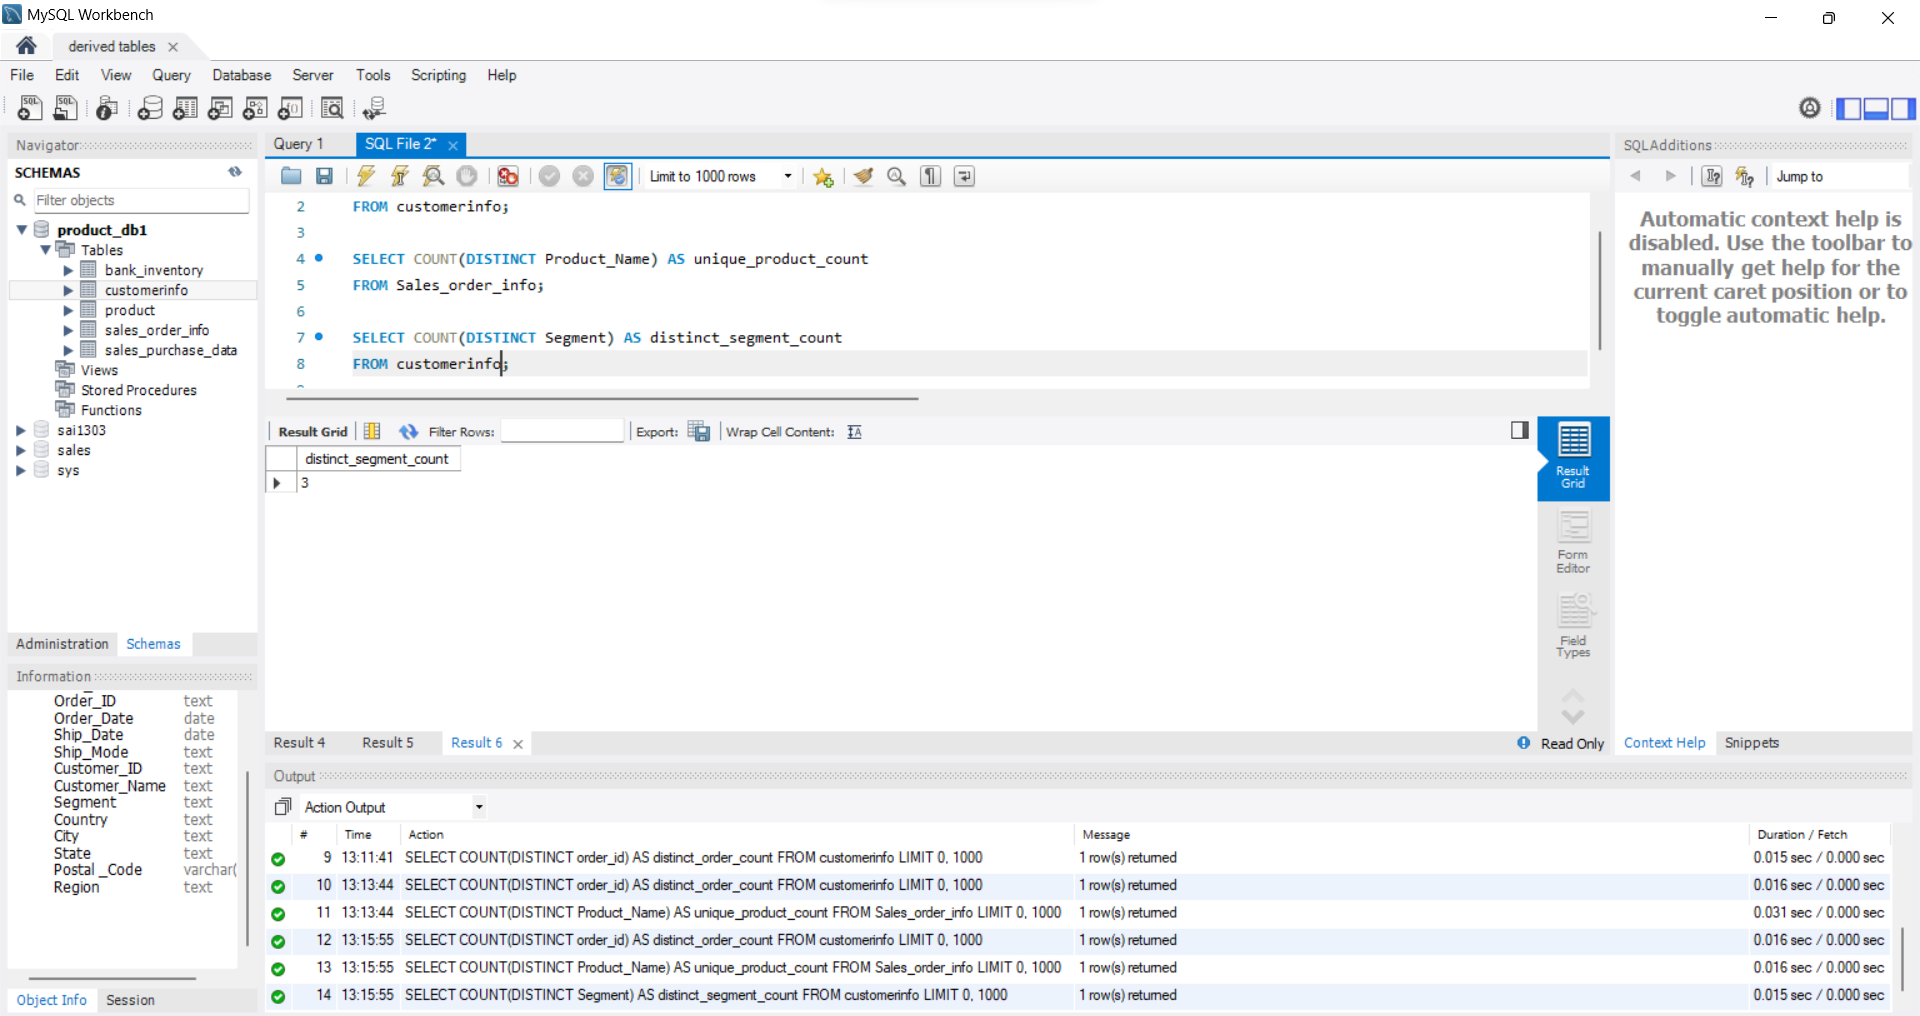 MySQL Workbench
derived tables
File Edit View Query Database Server Tools Scripting Help
Navigator
SCHEMAS
Filter objects
product_db1
Tables
bank_inventory
customerinfo
product
sales_order_info
sales_purchase_data
Views
Stored Procedures
Functions
sai1303
sales
sys
Administration Schemas
Information
Order_ID text
Order_Date date
Ship_Date date
Ship_Mode text
Customer_ID text
Customer_Name text
Segment text
Country text
City text
State text
Postal _Code varchar(
Region text
Object Info Session
Query 1 SQL File 2*
Limit to 1000 rows
2 FROM customerinfo;
3
4 SELECT COUNT(DISTINCT Product_Name) AS unique_product_count
5 FROM Sales_order_info;
6
7 SELECT COUNT(DISTINCT Segment) AS distinct_segment_count
8 FROM customerinfo;
Result Grid Filter Rows: Export: Wrap Cell Content:
distinct_segment_count
3
Result
Grid
Form
Editor
Field
Types
Result 4 Result 5 Result 6
Read Only
SQLAdditions
Jump to
Automatic context help is
disabled. Use the toolbar to
manually get help for the
current caret position or to
toggle automatic help.
Context Help Snippets
Output
Action Output
# Time Action Message Duration / Fetch
9 13:11:41 SELECT COUNT(DISTINCT order_id) AS distinct_order_count FROM customerinfo LIMIT 0, 1000 1 row(s) returned 0.015 sec / 0.000 sec
10 13:13:44 SELECT COUNT(DISTINCT order_id) AS distinct_order_count FROM customerinfo LIMIT 0, 1000 1 row(s) returned 0.016 sec / 0.000 sec
11 13:13:44 SELECT COUNT(DISTINCT Product_Name) AS unique_product_count FROM Sales_order_info LIMIT 0, 1000 1 row(s) returned 0.031 sec / 0.000 sec
12 13:15:55 SELECT COUNT(DISTINCT order_id) AS distinct_order_count FROM customerinfo LIMIT 0, 1000 1 row(s) returned 0.016 sec / 0.000 sec
13 13:15:55 SELECT COUNT(DISTINCT Product_Name) AS unique_product_count FROM Sales_order_info LIMIT 0, 1000 1 row(s) returned 0.016 sec / 0.000 sec
14 13:15:55 SELECT COUNT(DISTINCT Segment) AS distinct_segment_count FROM customerinfo LIMIT 0, 1000 1 row(s) returned 0.015 sec / 0.000 sec